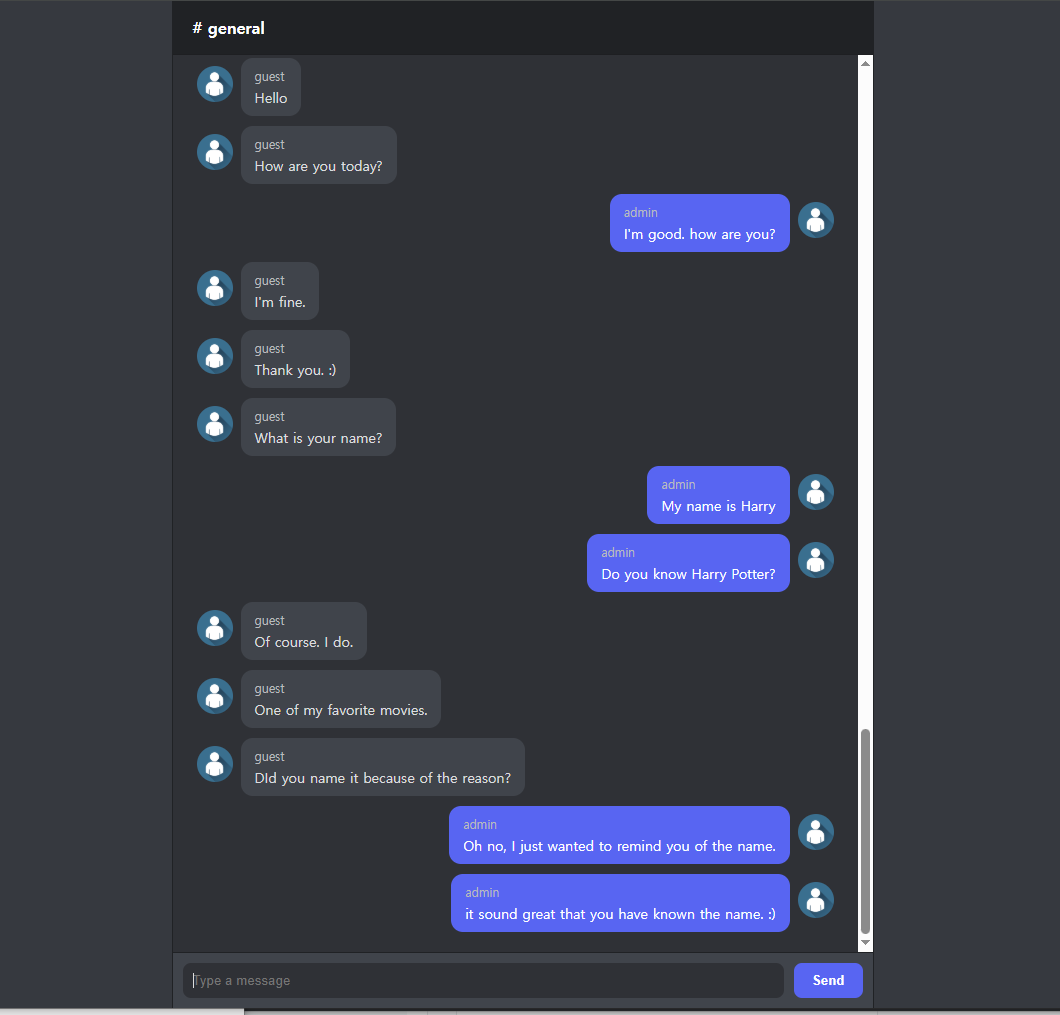 # general
guest
Hello
guest
How are you today?
admin
I'm good. how are you?
guest
I'm fine.
guest
Thank you. :)
guest
What is your name?
admin
My name is Harry
admin
Do you know Harry Potter?
guest
Of course. I do.
guest
One of my favorite movies.
guest
DId you name it because of the reason?
admin
Oh no, I just wanted to remind you of the name.
admin
it sound great that you have known the name. :)
Type a message
Send